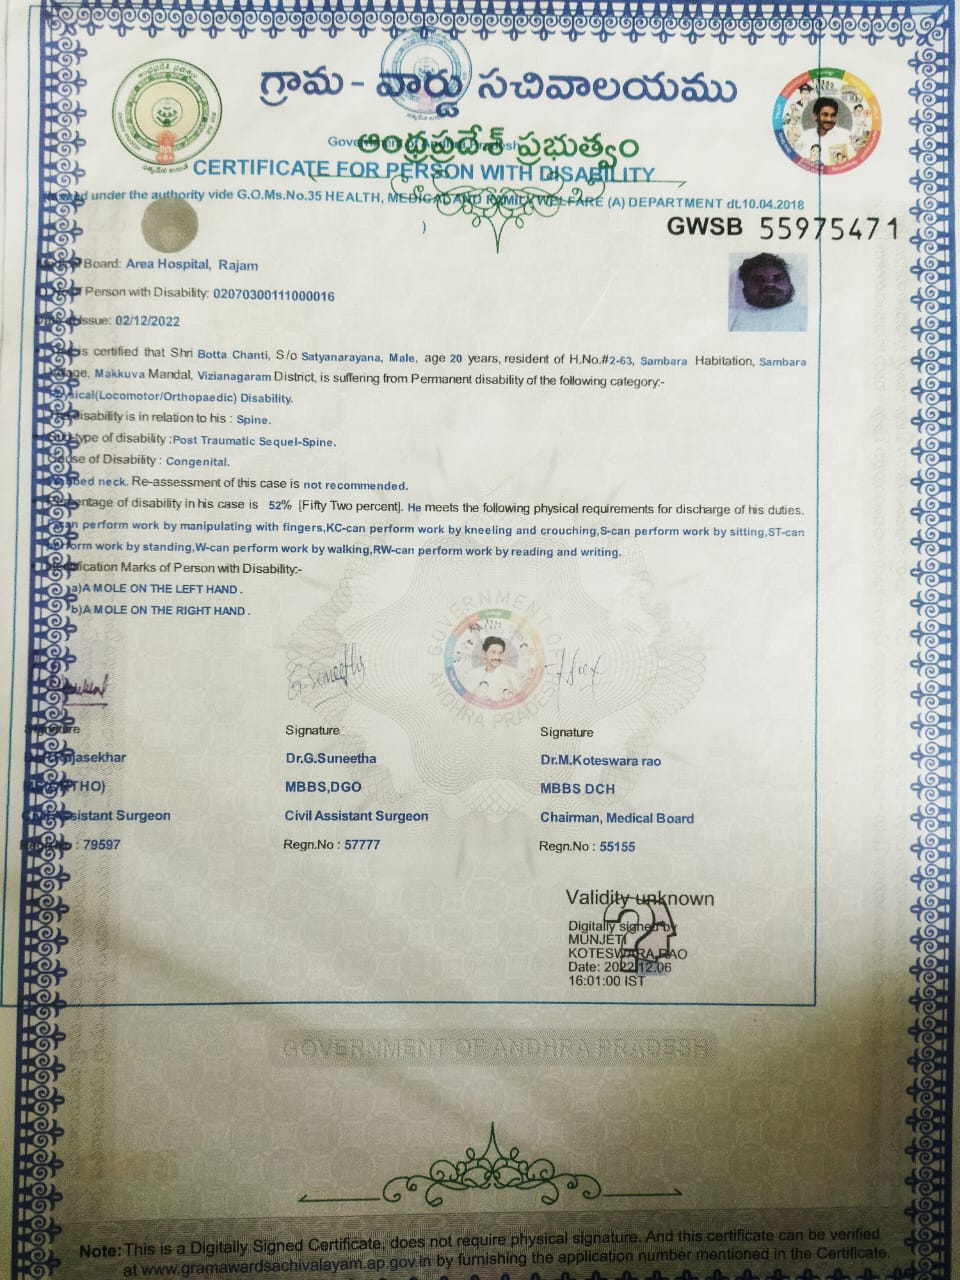 గ్రామ - వార్డు సచివాలయము
ఆంధ్రప్రదేశ్ ప్రభుత్వం
CERTIFICATE FOR PERSON WITH DISABILITY
under the authority vide G.O.Ms.No.35 HEALTH, MEDICAL AND FAMILY WELFARE (A) DEPARTMENT dt.10.04.2018
)
GWSB 55975471
Board: Area Hospital, Rajam
Person with Disability: 02070300111000016
Issue: 02/12/2022
is certified that Shri Botta Chanti, S/o Satyanarayana, Male, age 20 years, resident of H.No.#2-63, Sambara Habitation, Sambara
Makkuva Mandal, Vizianagaram District, is suffering from Permanent disability of the following category:-
Physical(Locomotor/Orthopaedic) Disability.
disability is in relation to his : Spine.
type of disability :Post Traumatic Sequel-Spine.
Cause of Disability : Congenital.
neck. Re-assessment of this case is not recommended.
Percentage of disability in his case is 52% [Fifty Two percent]. He meets the following physical requirements for discharge of his duties.
can perform work by manipulating with fingers,KC-can perform work by kneeling and crouching,S-can perform work by sitting,ST-can
perform work by standing,W-can perform work by walking,RW-can perform work by reading and writing.
Identification Marks of Person with Disability:-
a)A MOLE ON THE LEFT HAND .
b)A MOLE ON THE RIGHT HAND .
GOVERNMENT OF
ANDHRA PRADESH
G.Suneetha
Signature Signature Signature
Rajasekhar Dr.G.Suneetha Dr.M.Koteswara rao
MBBS,DGO MBBS DCH
Civil Assistant Surgeon Civil Assistant Surgeon Chairman, Medical Board
: 79597 Regn.No : 57777 Regn.No : 55155
Validity unknown
Digitally signed by
MUNJETI
KOTESWARA RAO
Date: 2022.12.06
16:01:00 IST
GOVERNMENT OF ANDHRA PRADESH
Note: This is a Digitally Signed Certificate, does not require physical signature. And this certificate can be verified
at www.gramawardsachivalayam.ap.gov.in by furnishing the application number mentioned in the Certificate.